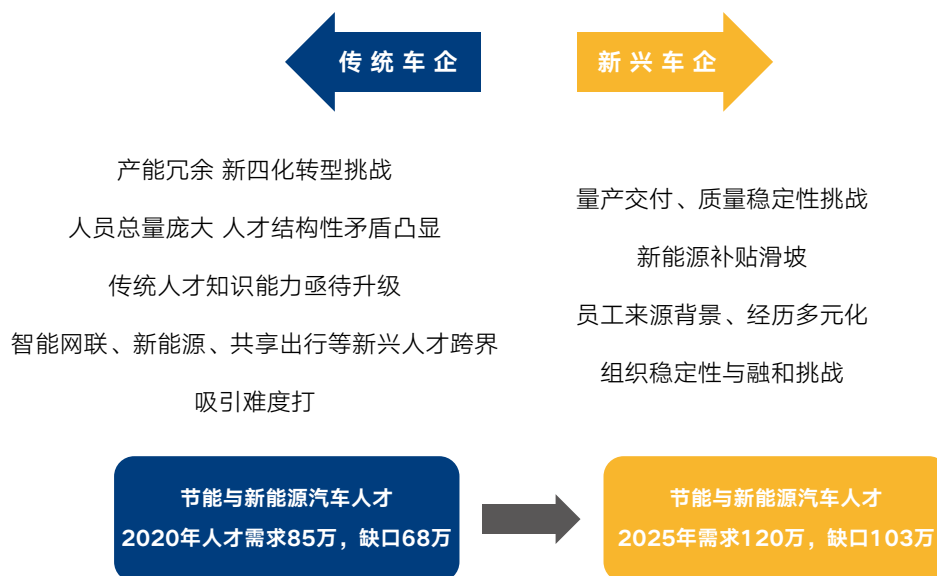 传统车企
新兴车企
产能冗余 新四化转型挑战
人员总量庞大 人才结构性矛盾凸显
传统人才知识能力亟待升级
智能网联、新能源、共享出行等新兴人才跨界
吸引难度打
量产交付、质量稳定性挑战
新能源补贴滑坡
员工来源背景、经历多元化
组织稳定性与融和挑战
节能与新能源汽车人才
2020年人才需求85万，缺口68万
节能与新能源汽车人才
2025年需求120万，缺口103万